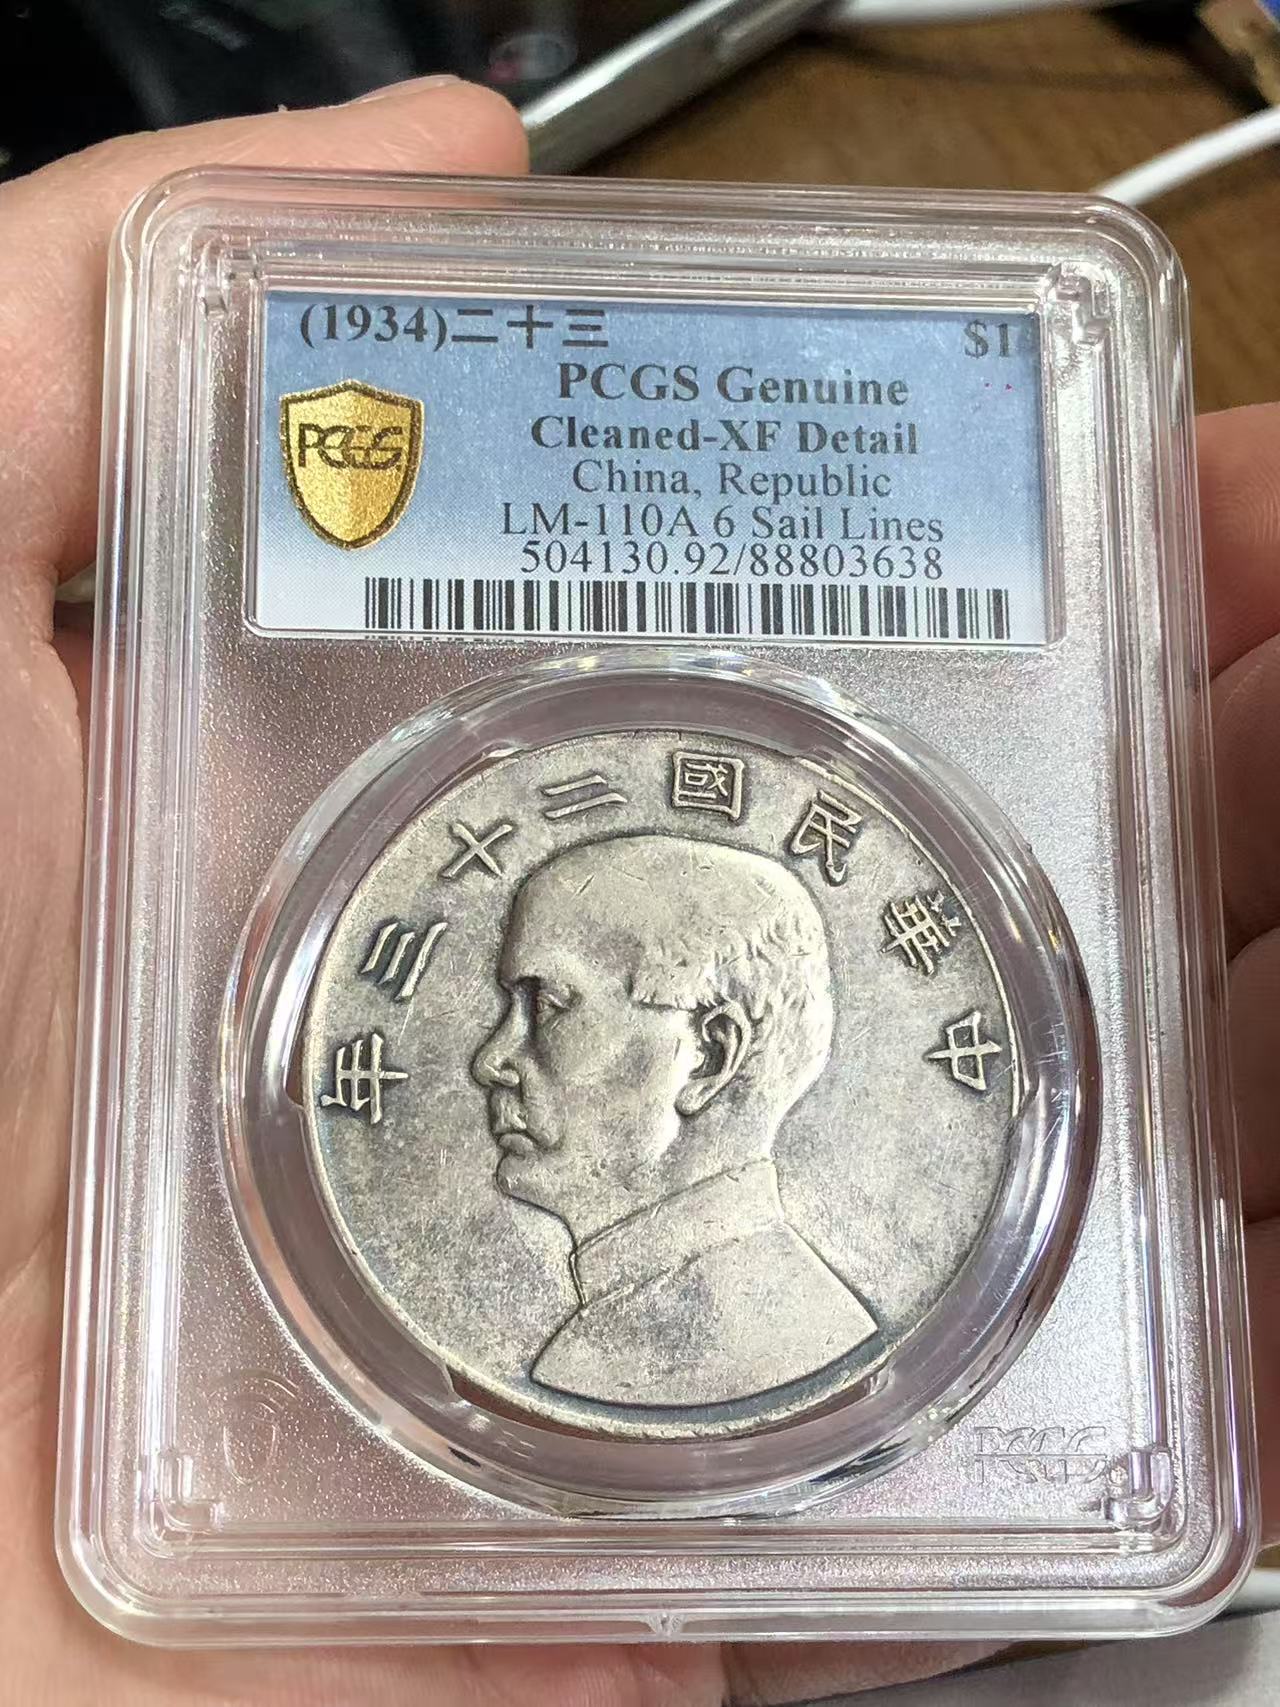 (1934)二十三 $1
PCGS Genuine
Cleaned-XF Detail
China, Republic
LM-110A 6 Sail Lines
504130.92/88803638
PCGS
年三十二國民華中
PCGS